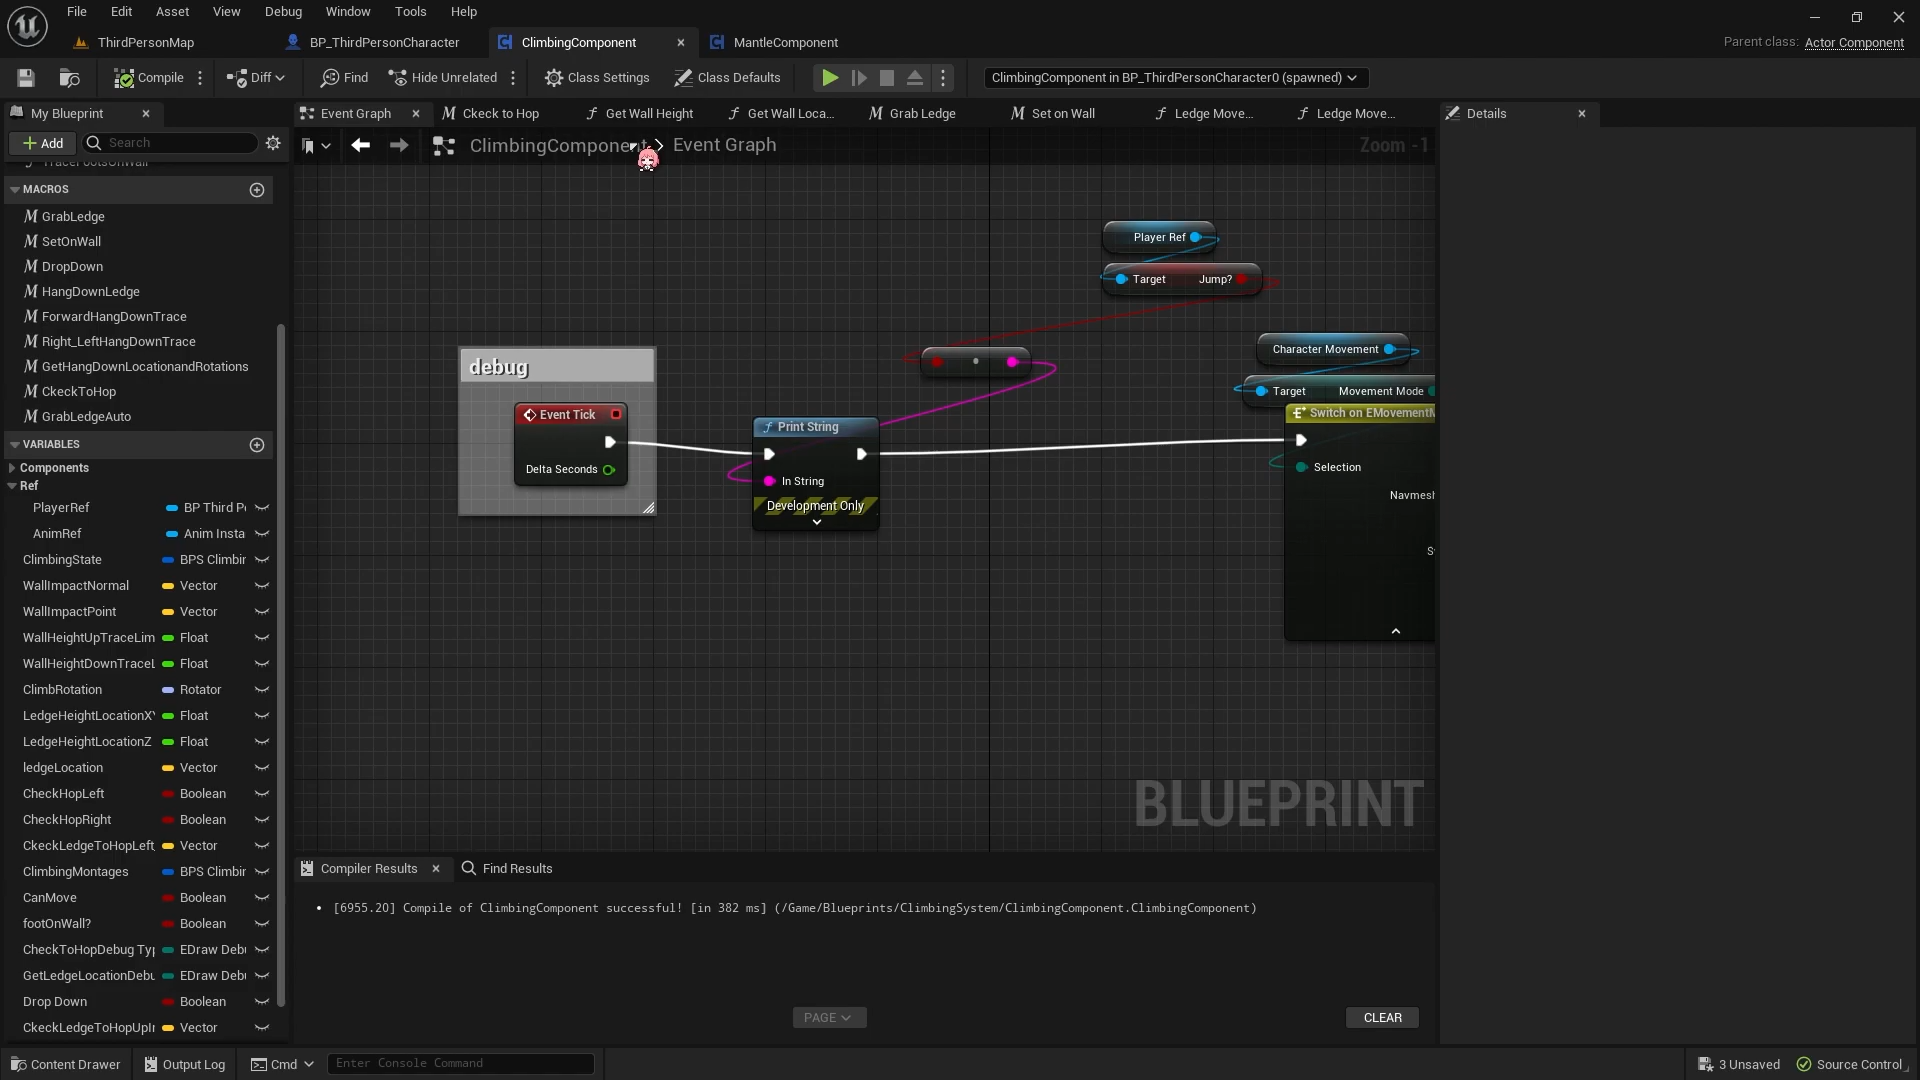 File Edit Asset View Debug Window Tools Help
ThirdPersonMap BP_ThirdPersonCharacter ClimbingComponent MantleComponent Parent class: Actor Component
Compile Diff Find Hide Unrelated Class Settings Class Defaults ClimbingComponent in BP_ThirdPersonCharacter0 (spawned)
My Blueprint Event Graph Ckeck to Hop Get Wall Height Get Wall Loca... Grab Ledge Set on Wall Ledge Move... Ledge Move... Details
Add Search ClimbingComponent Event Graph Zoom -1
TraceFootsOnWall
MACROS
GrabLedge
SetOnWall
DropDown
HangDownLedge
ForwardHangDownTrace
Right_LeftHangDownTrace
GetHangDownLocationandRotations
CkeckToHop
GrabLedgeAuto
VARIABLES
Components
Ref
PlayerRef BP Third P
AnimRef Anim Insta
ClimbingState BPS Climbin
WallImpactNormal Vector
WallImpactPoint Vector
WallHeightUpTraceLim Float
WallHeightDownTraceL Float
ClimbRotation Rotator
LedgeHeightLocationXY Float
LedgeHeightLocationZ Float
ledgeLocation Vector
CheckHopLeft Boolean
CheckHopRight Boolean
CkeckLedgeToHopLeft Vector
ClimbingMontages BPS Climbin
CanMove Boolean
footOnWall? Boolean
CheckToHopDebug Typ EDraw Debu
GetLedgeLocationDebu EDraw Debu
Drop Down Boolean
CkeckLedgeToHopUpIr Vector
Player Ref
Target Jump?
Character Movement
Target Movement Mode
debug
Event Tick
Delta Seconds
Print String
In String
Development Only
Switch on EMovementM
Selection
Navmesh
BLUEPRINT
Compiler Results Find Results
[6955.20] Compile of ClimbingComponent successful! [in 382 ms] (/Game/Blueprints/ClimbingSystem/ClimbingComponent.ClimbingComponent)
PAGE CLEAR
Content Drawer Output Log Cmd Enter Console Command 3 Unsaved Source Control